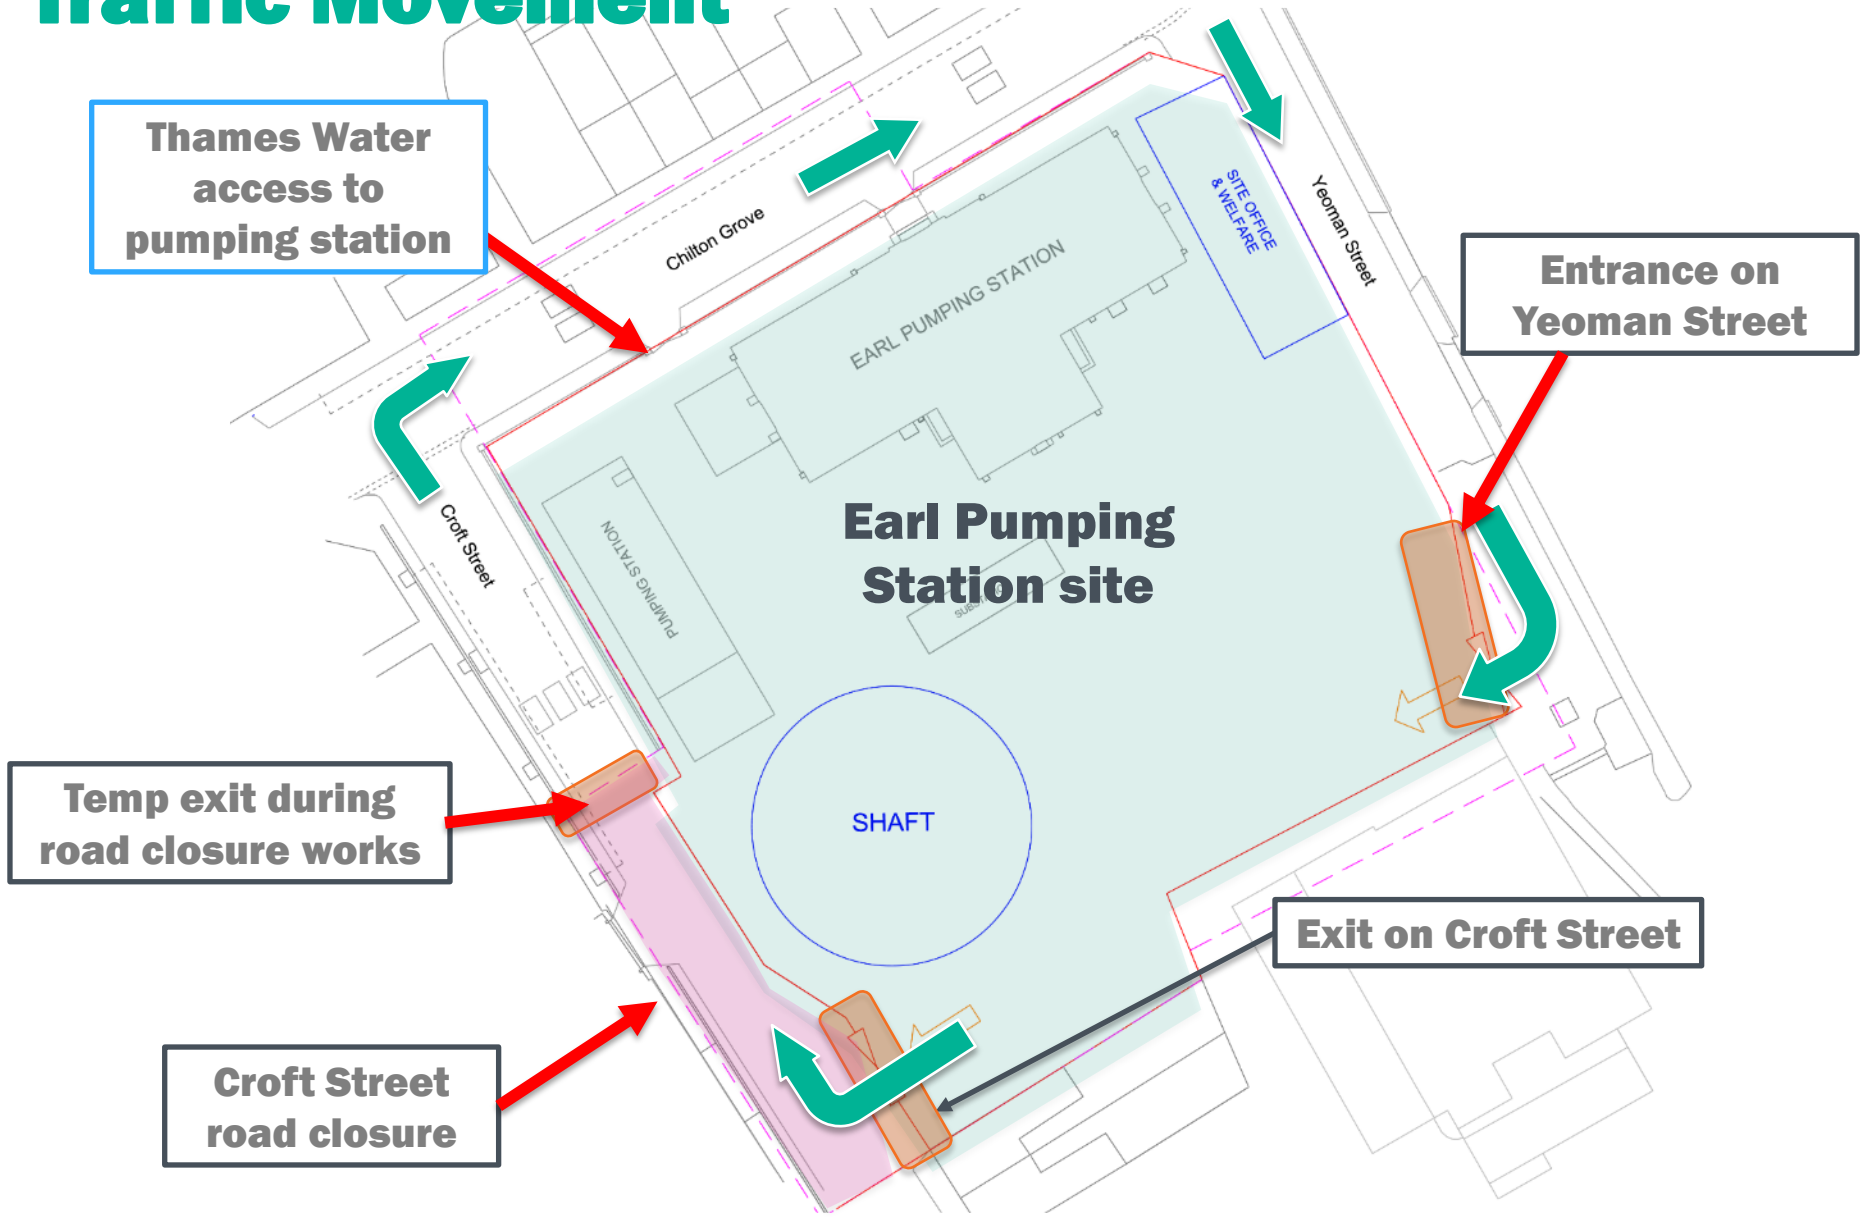 Traffic Movement
Thames Water
access to
pumping station
Chilton Grove
SITE OFFICE
& WELFARE
Yeoman Street
Entrance on
Yeoman Street
EARL PUMPING STATION
Croft Street
PUMPING STATION
Earl Pumping
Station site
SHAFT
Temp exit during
road closure works
Exit on Croft Street
Croft Street
road closure